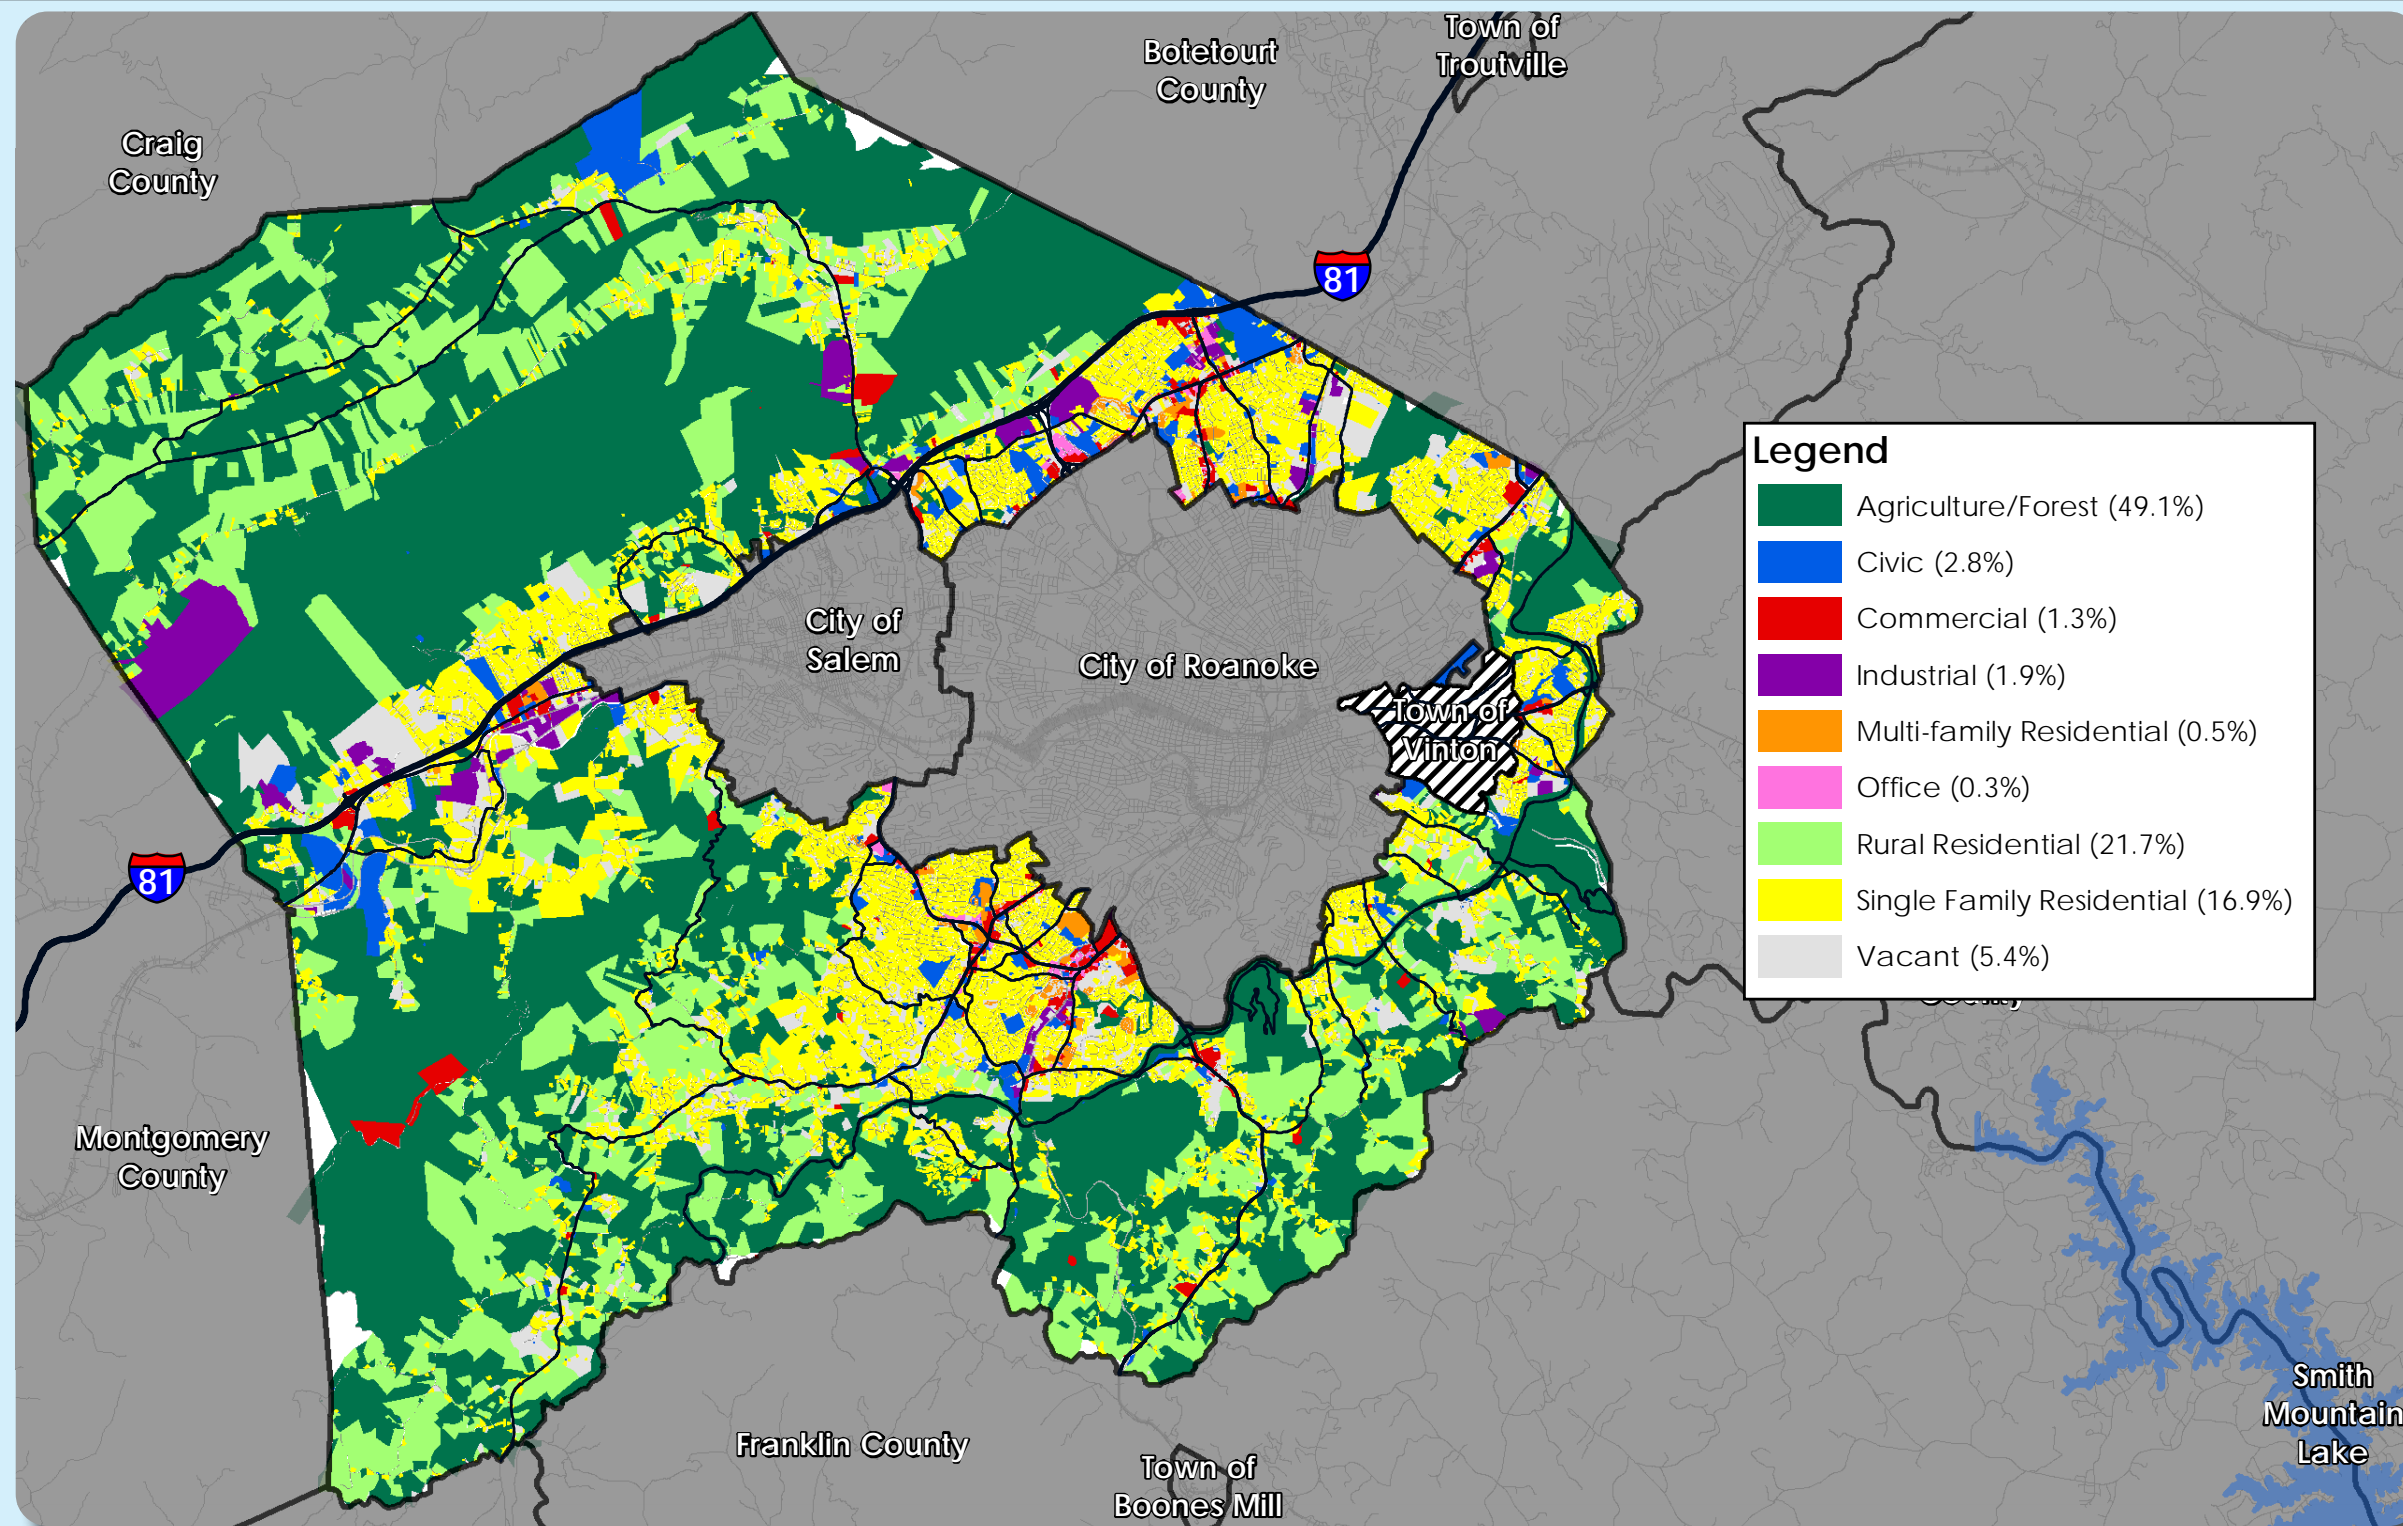 Town of
Troutville
Botetourt
County
Craig
County
81
City of
Salem
City of Roanoke
Town of
Vinton
81
Montgomery
County
Franklin County
Town of
Boones Mill
Smith
Mountain
Lake
Legend
Agriculture/Forest (49.1%)
Civic (2.8%)
Commercial (1.3%)
Industrial (1.9%)
Multi-family Residential (0.5%)
Office (0.3%)
Rural Residential (21.7%)
Single Family Residential (16.9%)
Vacant (5.4%)